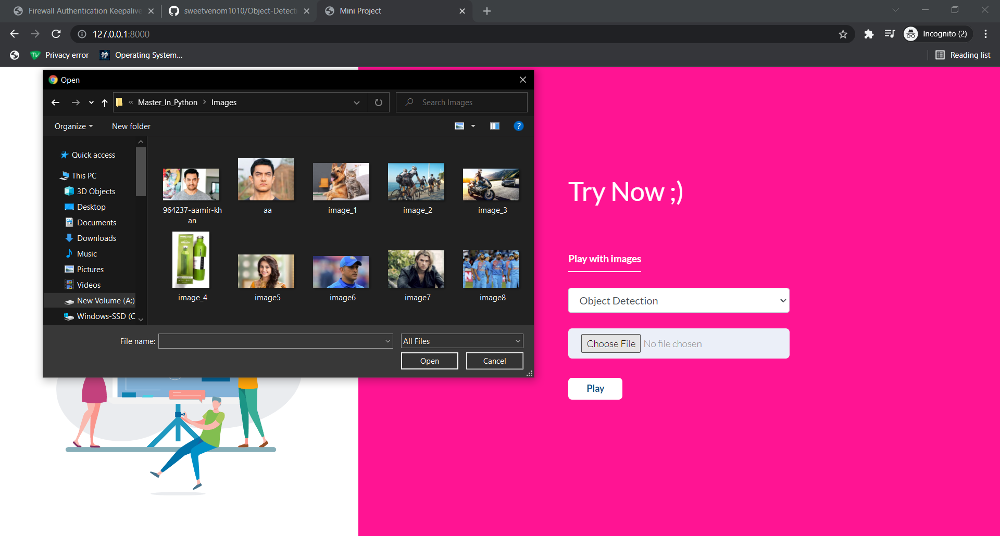 Firewall Authentication Keepalive
sweetvenom1010/Object-Detecti
Mini Project
127.0.0.1:8000
Incognito (2)
Privacy error
Operating System...
Reading list
Open
« Master_In_Python > Images
Search Images
Organize
New folder
Quick access
This PC
3D Objects
Desktop
Documents
Downloads
Music
Pictures
Videos
New Volume (A:)
Windows-SSD (C
964237-aamir-kh
an
aa
image_1
image_2
image_3
image_4
image5
image6
image7
image8
File name:
All Files
Open
Cancel
Try Now ;)
Play with images
Object Detection
Choose File No file chosen
Play